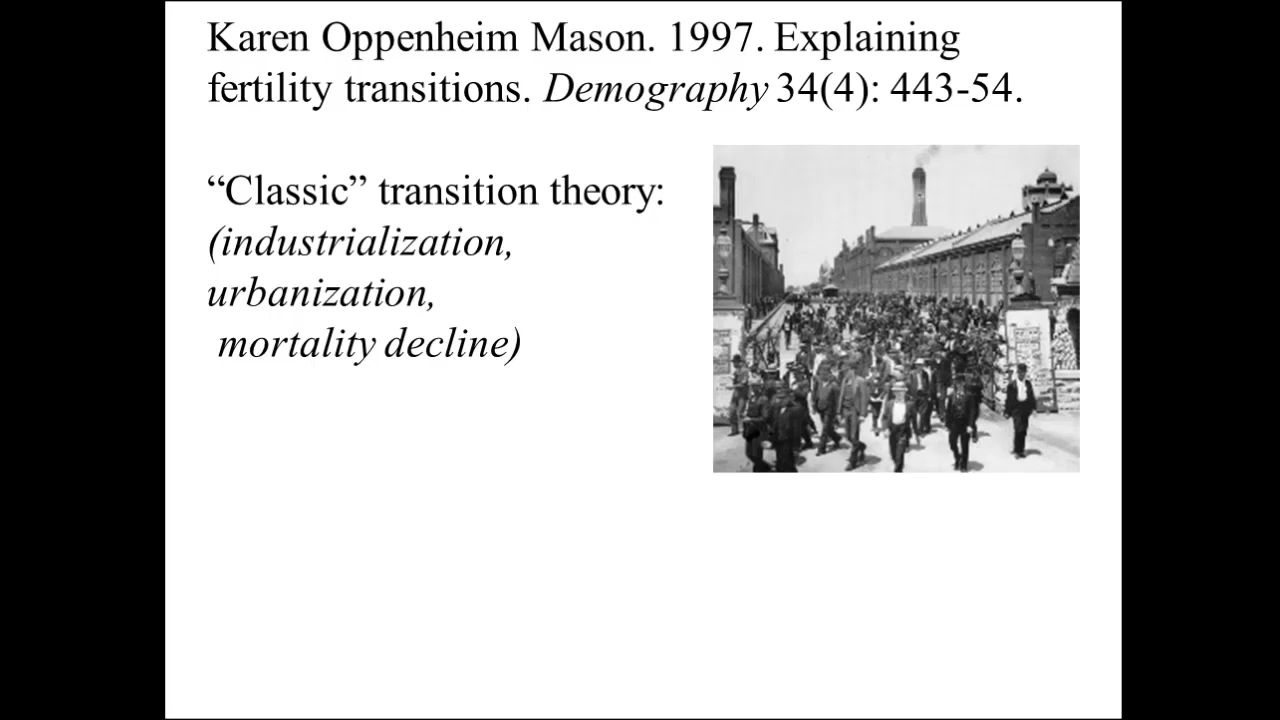 Karen Oppenheim Mason. 1997. Explaining
fertility transitions. Demography 34(4): 443-54.
“Classic” transition theory:
(industrialization,
urbanization,
mortality decline)